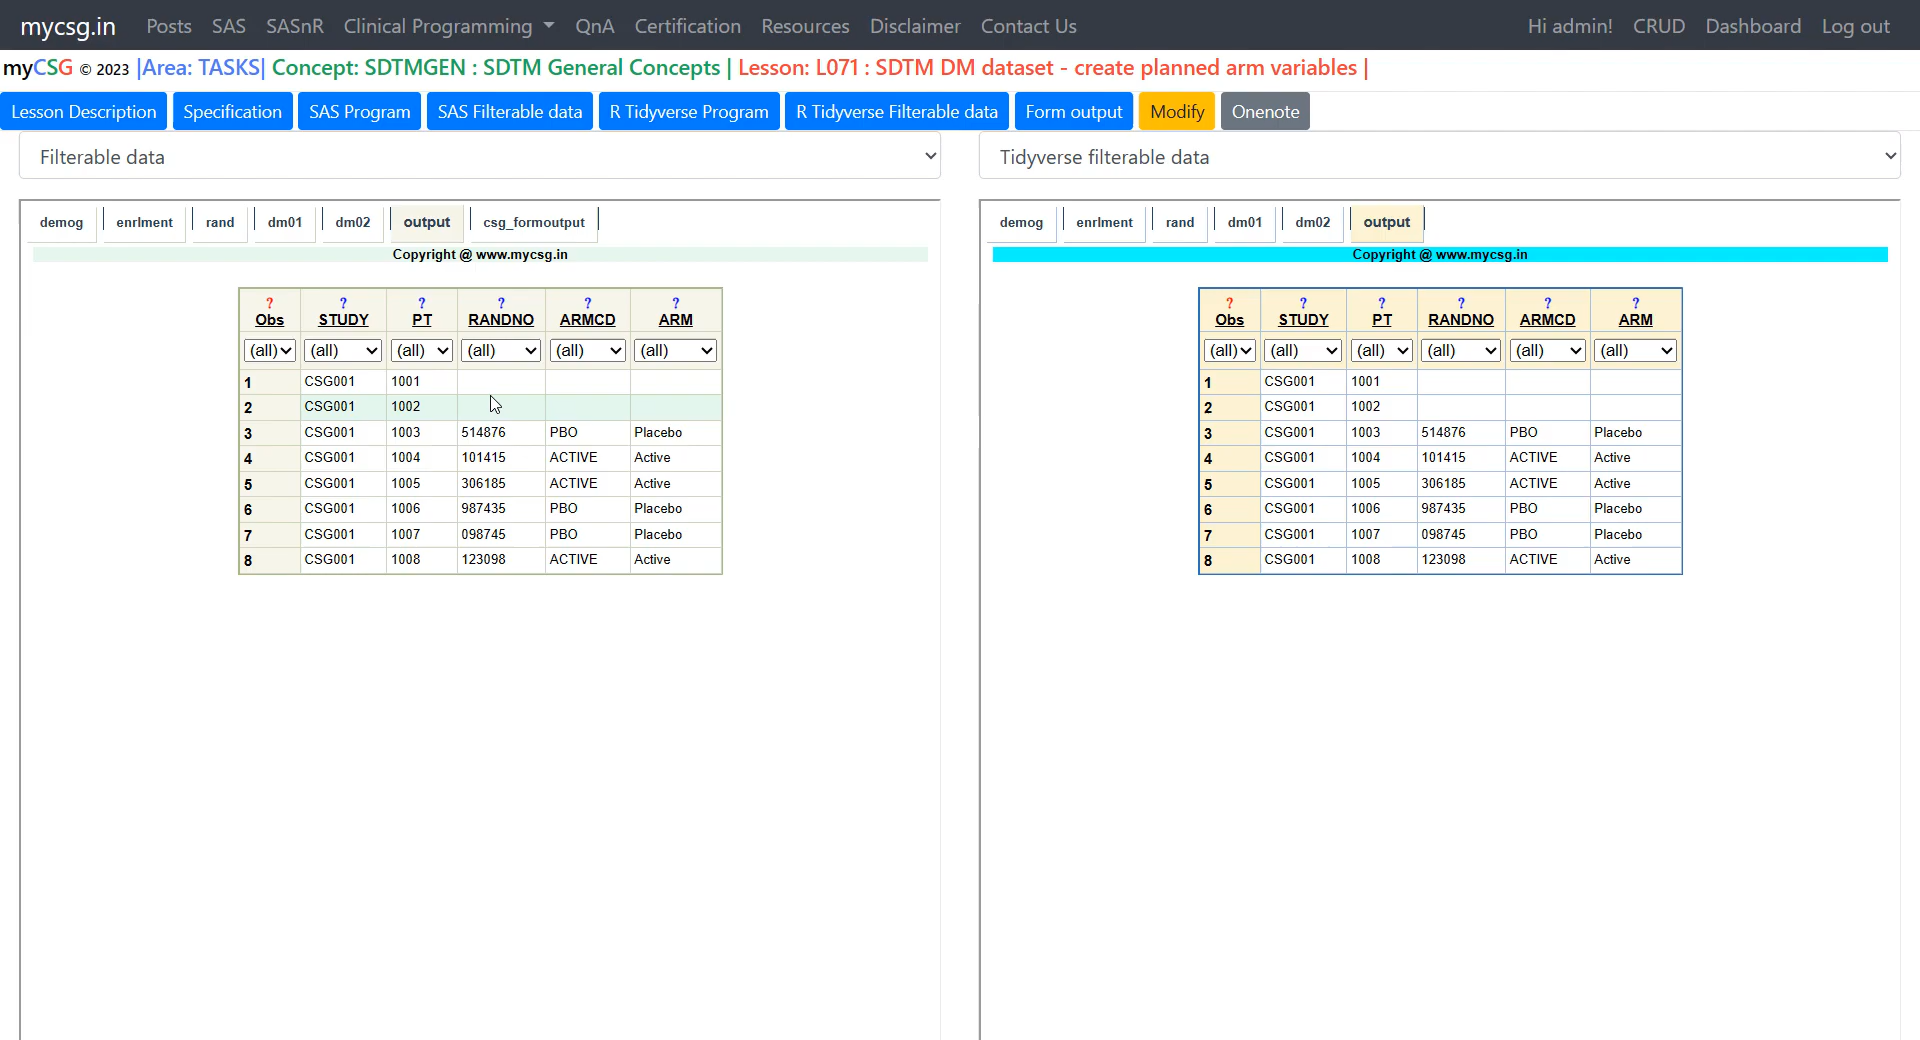 mycsg.in Posts SAS SASnR Clinical Programming QnA Certification Resources Disclaimer Contact Us Hi admin! CRUD Dashboard Log out
myCSG © 2023 |Area: TASKS| Concept: SDTMGEN : SDTM General Concepts | Lesson: L071 : SDTM DM dataset - create planned arm variables |
Lesson Description Specification SAS Program SAS Filterable data R Tidyverse Program R Tidyverse Filterable data Form output Modify Onenote
Filterable data
demog enrlment rand dm01 dm02 output csg_formoutput
Copyright @ www.mycsg.in
? ? ? ? ? ?
Obs STUDY PT RANDNO ARMCD ARM
(all) (all) (all) (all) (all) (all)
1 CSG001 1001
2 CSG001 1002
3 CSG001 1003 514876 PBO Placebo
4 CSG001 1004 101415 ACTIVE Active
5 CSG001 1005 306185 ACTIVE Active
6 CSG001 1006 987435 PBO Placebo
7 CSG001 1007 098745 PBO Placebo
8 CSG001 1008 123098 ACTIVE Active
Tidyverse filterable data
demog enrlment rand dm01 dm02 output
Copyright @ www.mycsg.in
? ? ? ? ? ?
Obs STUDY PT RANDNO ARMCD ARM
(all) (all) (all) (all) (all) (all)
1 CSG001 1001
2 CSG001 1002
3 CSG001 1003 514876 PBO Placebo
4 CSG001 1004 101415 ACTIVE Active
5 CSG001 1005 306185 ACTIVE Active
6 CSG001 1006 987435 PBO Placebo
7 CSG001 1007 098745 PBO Placebo
8 CSG001 1008 123098 ACTIVE Active